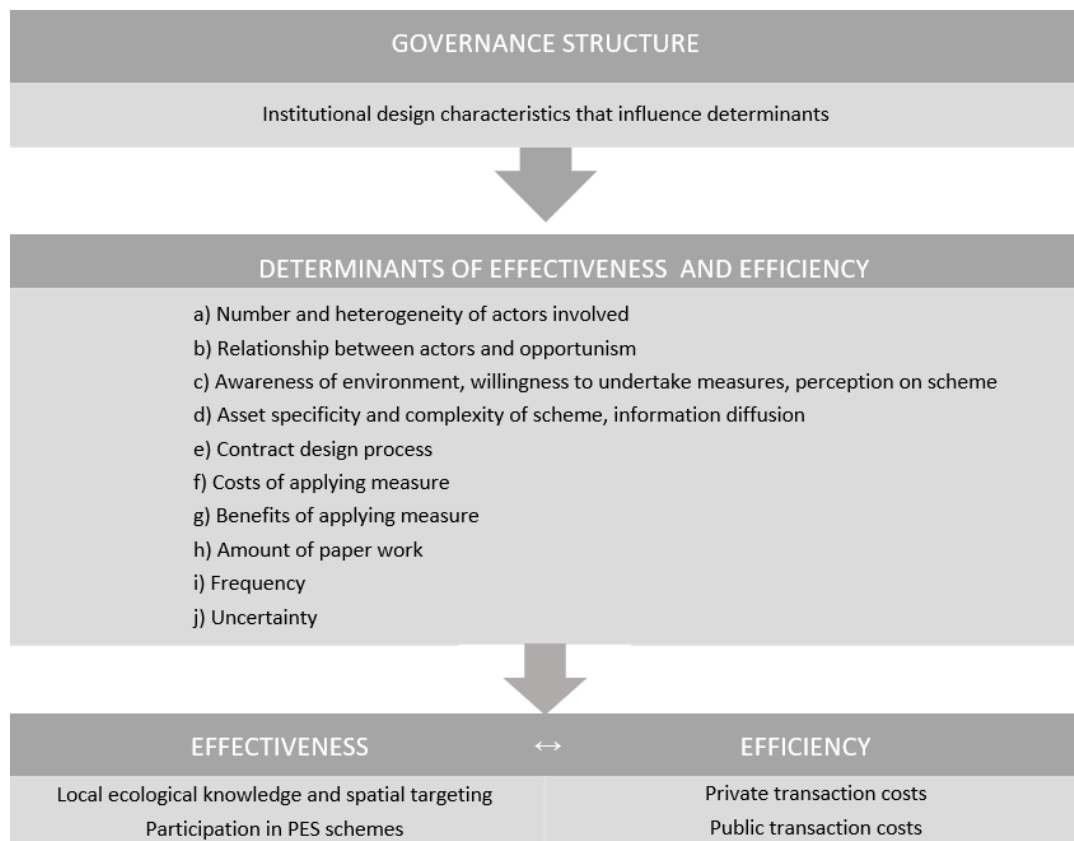 GOVERNANCE STRUCTURE
Institutional design characteristics that influence determinants
DETERMINANTS OF EFFECTIVENESS AND EFFICIENCY
a) Number and heterogeneity of actors involved
b) Relationship between actors and opportunism
c) Awareness of environment, willingness to undertake measures, perception on scheme
d) Asset specificity and complexity of scheme, information diffusion
e) Contract design process
f) Costs of applying measure
g) Benefits of applying measure
h) Amount of paper work
i) Frequency
j) Uncertainty
EFFECTIVENESS ↔ EFFICIENCY
Local ecological knowledge and spatial targeting
Participation in PES schemes
Private transaction costs
Public transaction costs